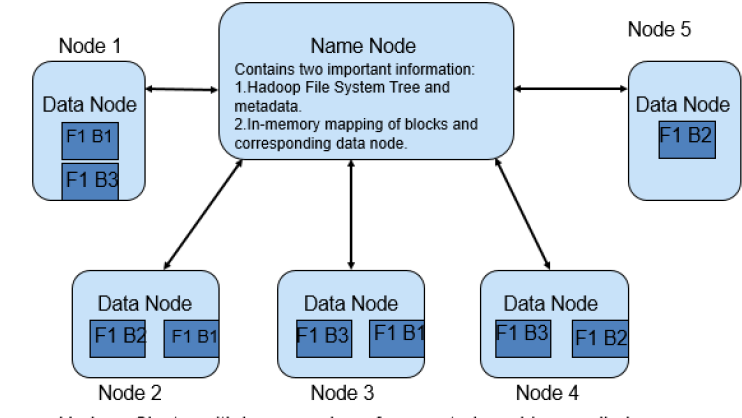 Node 1
Name Node
Node 5
Contains two important information:
1.Hadoop File System Tree and
metadata.
2.In-memory mapping of blocks and
corresponding data node.
Data Node
F1 B1
F1 B3
Data Node
F1 B2
Data Node
F1 B2
F1 B1
Data Node
F1 B3
F1 B1
Data Node
F1 B3
F1 B2
Node 2
Node 3
Node 4